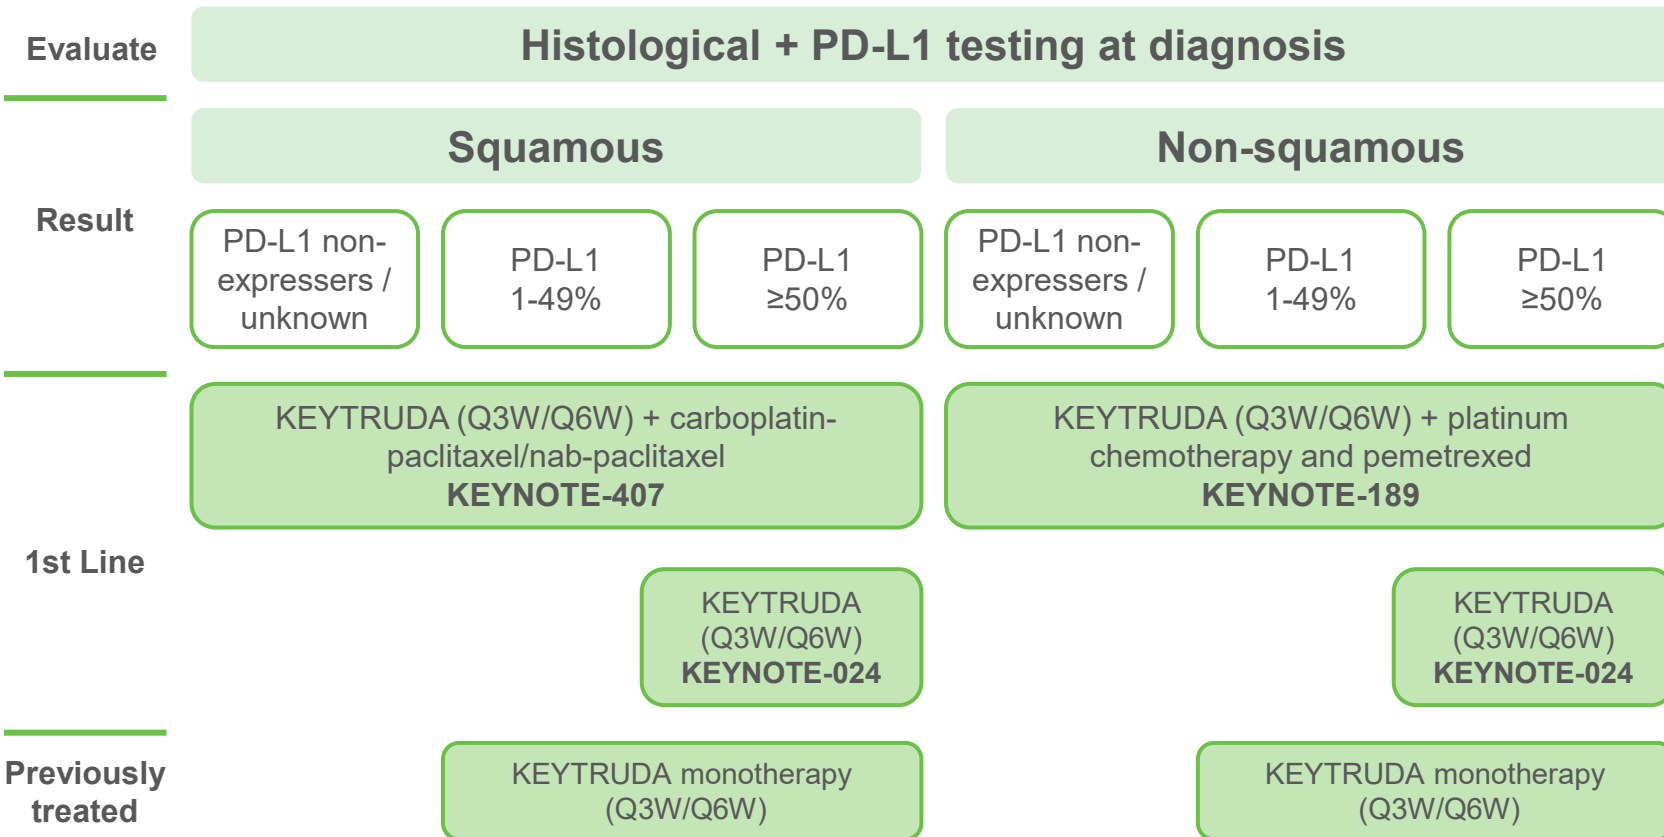 Evaluate
Histological + PD-L1 testing at diagnosis
Squamous
Non-squamous
Result
PD-L1 non-
expressers /
unknown
PD-L1
1-49%
PD-L1
≥50%
PD-L1 non-
expressers /
unknown
PD-L1
1-49%
PD-L1
≥50%
1st Line
KEYTRUDA (Q3W/Q6W) + carboplatin-
paclitaxel/nab-paclitaxel
KEYNOTE-407
KEYTRUDA (Q3W/Q6W) + platinum
chemotherapy and pemetrexed
KEYNOTE-189
KEYTRUDA
(Q3W/Q6W)
KEYNOTE-024
KEYTRUDA
(Q3W/Q6W)
KEYNOTE-024
Previously
treated
KEYTRUDA monotherapy
(Q3W/Q6W)
KEYTRUDA monotherapy
(Q3W/Q6W)